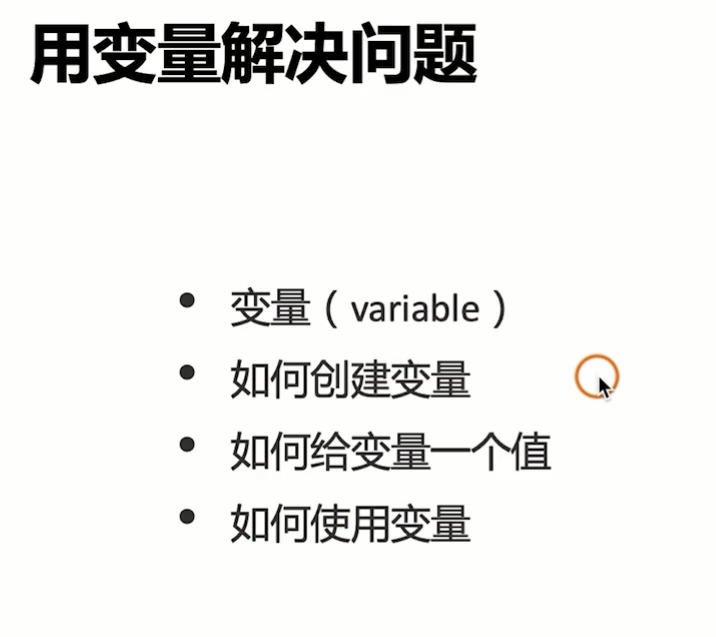 用变量解决问题
• 变量（variable）
• 如何创建变量
• 如何给变量一个值
• 如何使用变量